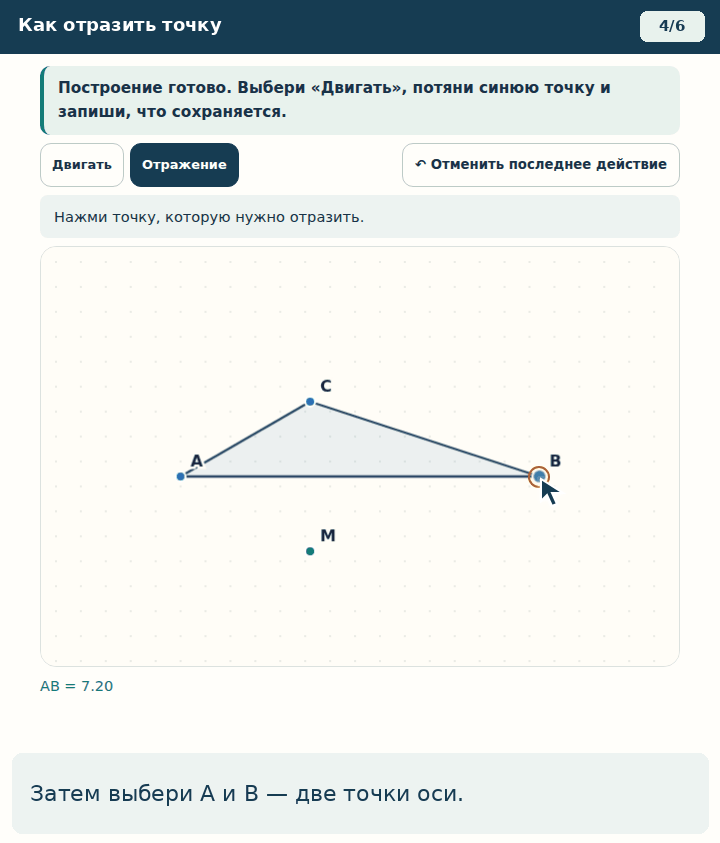 Как отразить точку
4/6
Построение готово. Выбери «Двигать», потяни синюю точку и
запиши, что сохраняется.
Двигать
Отражение
↶ Отменить последнее действие
Нажми точку, которую нужно отразить.
C
A
B
M
AB = 7.20
Затем выбери A и B — две точки оси.